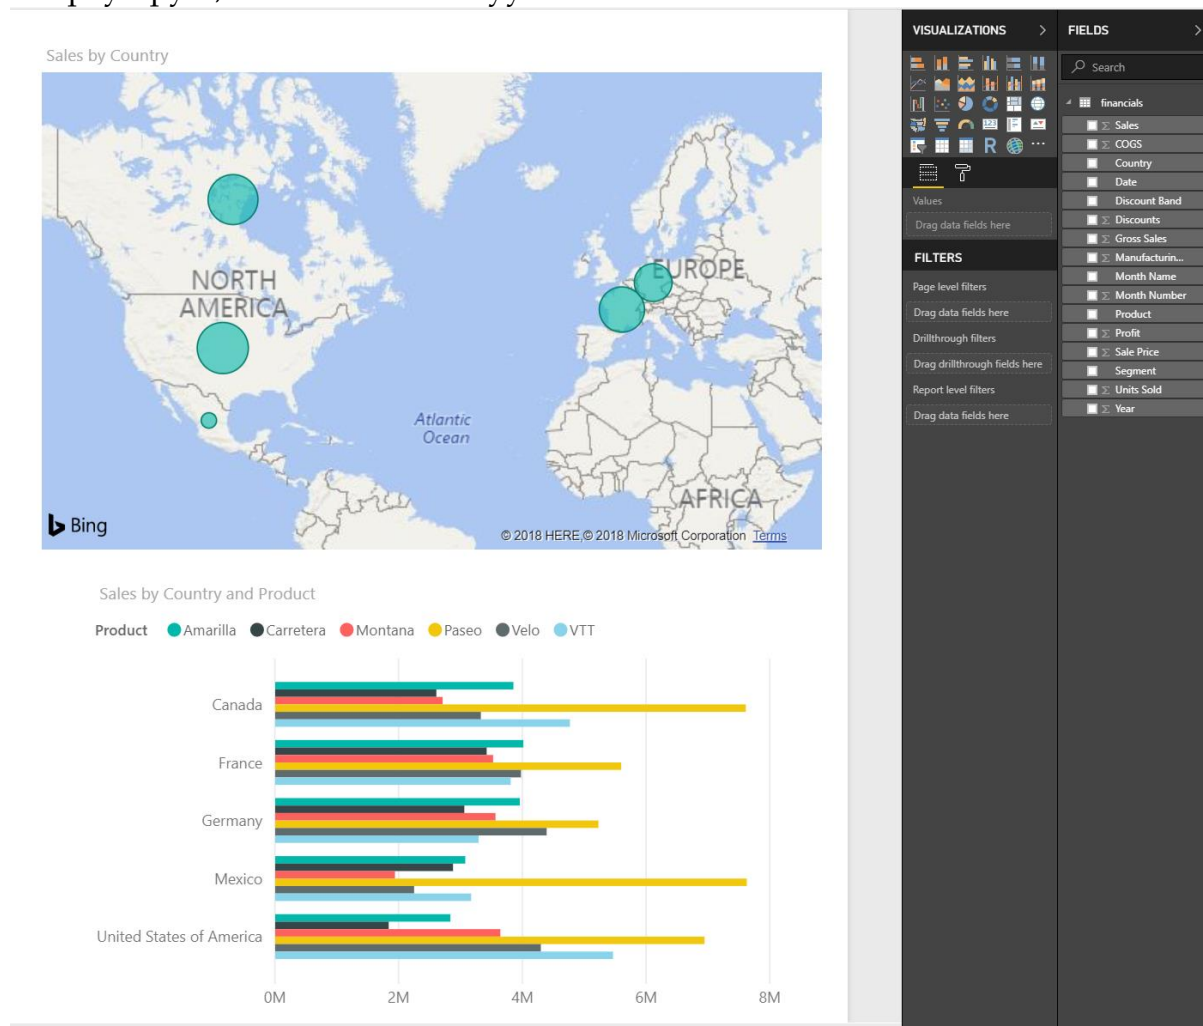 Sales by Country
NORTH
AMERICA
EUROPE
Atlantic
Ocean
AFRICA
Bing
© 2018 HERE,© 2018 Microsoft Corporation Terms
Sales by Country and Product
Product Amarilla Carretera Montana Paseo Velo VTT
Canada
France
Germany
Mexico
United States of America
0M 2M 4M 6M 8M
VISUALIZATIONS
R
123
Values
Drag data fields here
FILTERS
Page level filters
Drag data fields here
Drillthrough filters
Drag drillthrough fields here
Report level filters
Drag data fields here
FIELDS
Search
financials
Σ Sales
Σ COGS
Country
Date
Discount Band
Σ Discounts
Σ Gross Sales
Σ Manufacturin...
Month Name
Σ Month Number
Product
Σ Profit
Σ Sale Price
Segment
Σ Units Sold
Σ Year